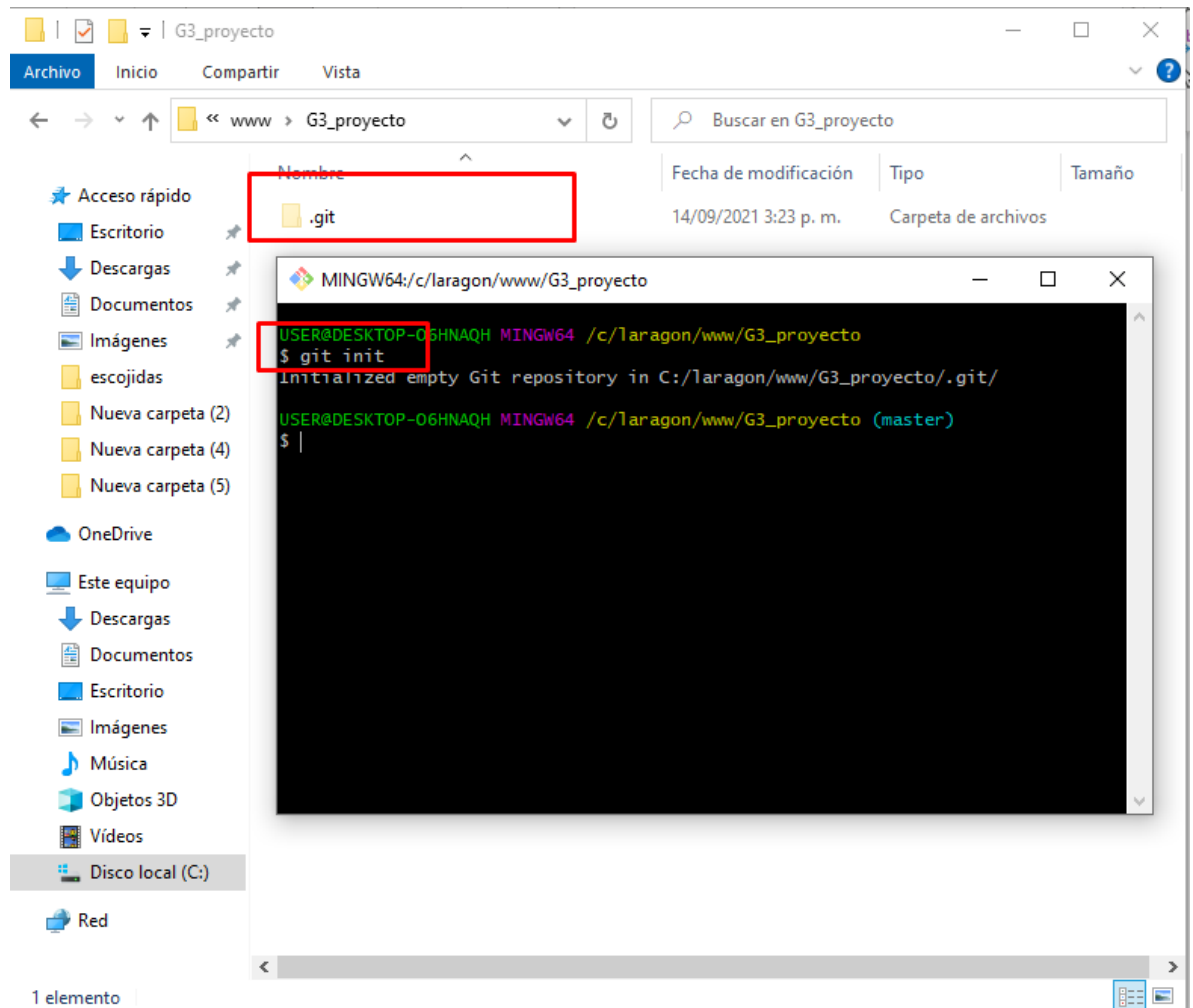 G3_proyecto
Archivo Inicio Compartir Vista
« www > G3_proyecto
Buscar en G3_proyecto
Nombre Fecha de modificación Tipo Tamaño
.git 14/09/2021 3:23 p. m. Carpeta de archivos
Acceso rápido
Escritorio
Descargas
Documentos
Imágenes
escojidas
Nueva carpeta (2)
Nueva carpeta (4)
Nueva carpeta (5)
OneDrive
Este equipo
Descargas
Documentos
Escritorio
Imágenes
Música
Objetos 3D
Vídeos
Disco local (C:)
Red
1 elemento
MINGW64:/c/laragon/www/G3_proyecto
USER@DESKTOP-O6HNAQH MINGW64 /c/laragon/www/G3_proyecto
$ git init
Initialized empty Git repository in C:/laragon/www/G3_proyecto/.git/
USER@DESKTOP-O6HNAQH MINGW64 /c/laragon/www/G3_proyecto (master)
$